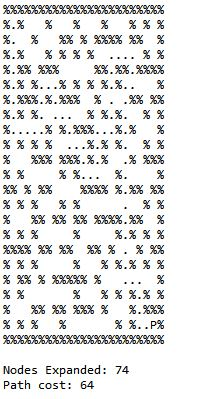 %%%%%%%%%%%%%%%%%%%%%%%
%.%   %   %   %   % % %
%.  %   %% % %%%% %%  %
%.%   % % % %  .... % %
%.%% %%%     %%.%%.%%%%
%.% %...% % % %.%..   %
%.%%%.%.%%%  % . .%% %%
%.% %. ...  % %.%.  % %
%.....% %.%%%...%.%   %
% % % %  ...%.% %.  % %
%   %%% %%%.%.%  .% %%%
% %     % %...  %.    %
%% % %%    %%%% %.%% %%
% % %   % %      .  % %
%   %% %% %% %%%%.%%  %
% % %   %       %.% % %
%%%% %% %%  %% % . % %%
% % %     %   % %.% % %
% %% % %%%%% %   ...  %
% %     %     % % %.% %
%   %% %% %%% %   %.%%%
% % %   %       % %..P%
%%%%%%%%%%%%%%%%%%%%%%%
Nodes Expanded: 74
Path cost: 64